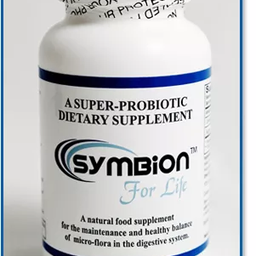 A SUPER-PROBIOTIC
DIETARY SUPPLEMENT
SYMBION™
For Life
A natural food supplement
for the maintenance and healthy balance
of micro-flora in the digestive system.